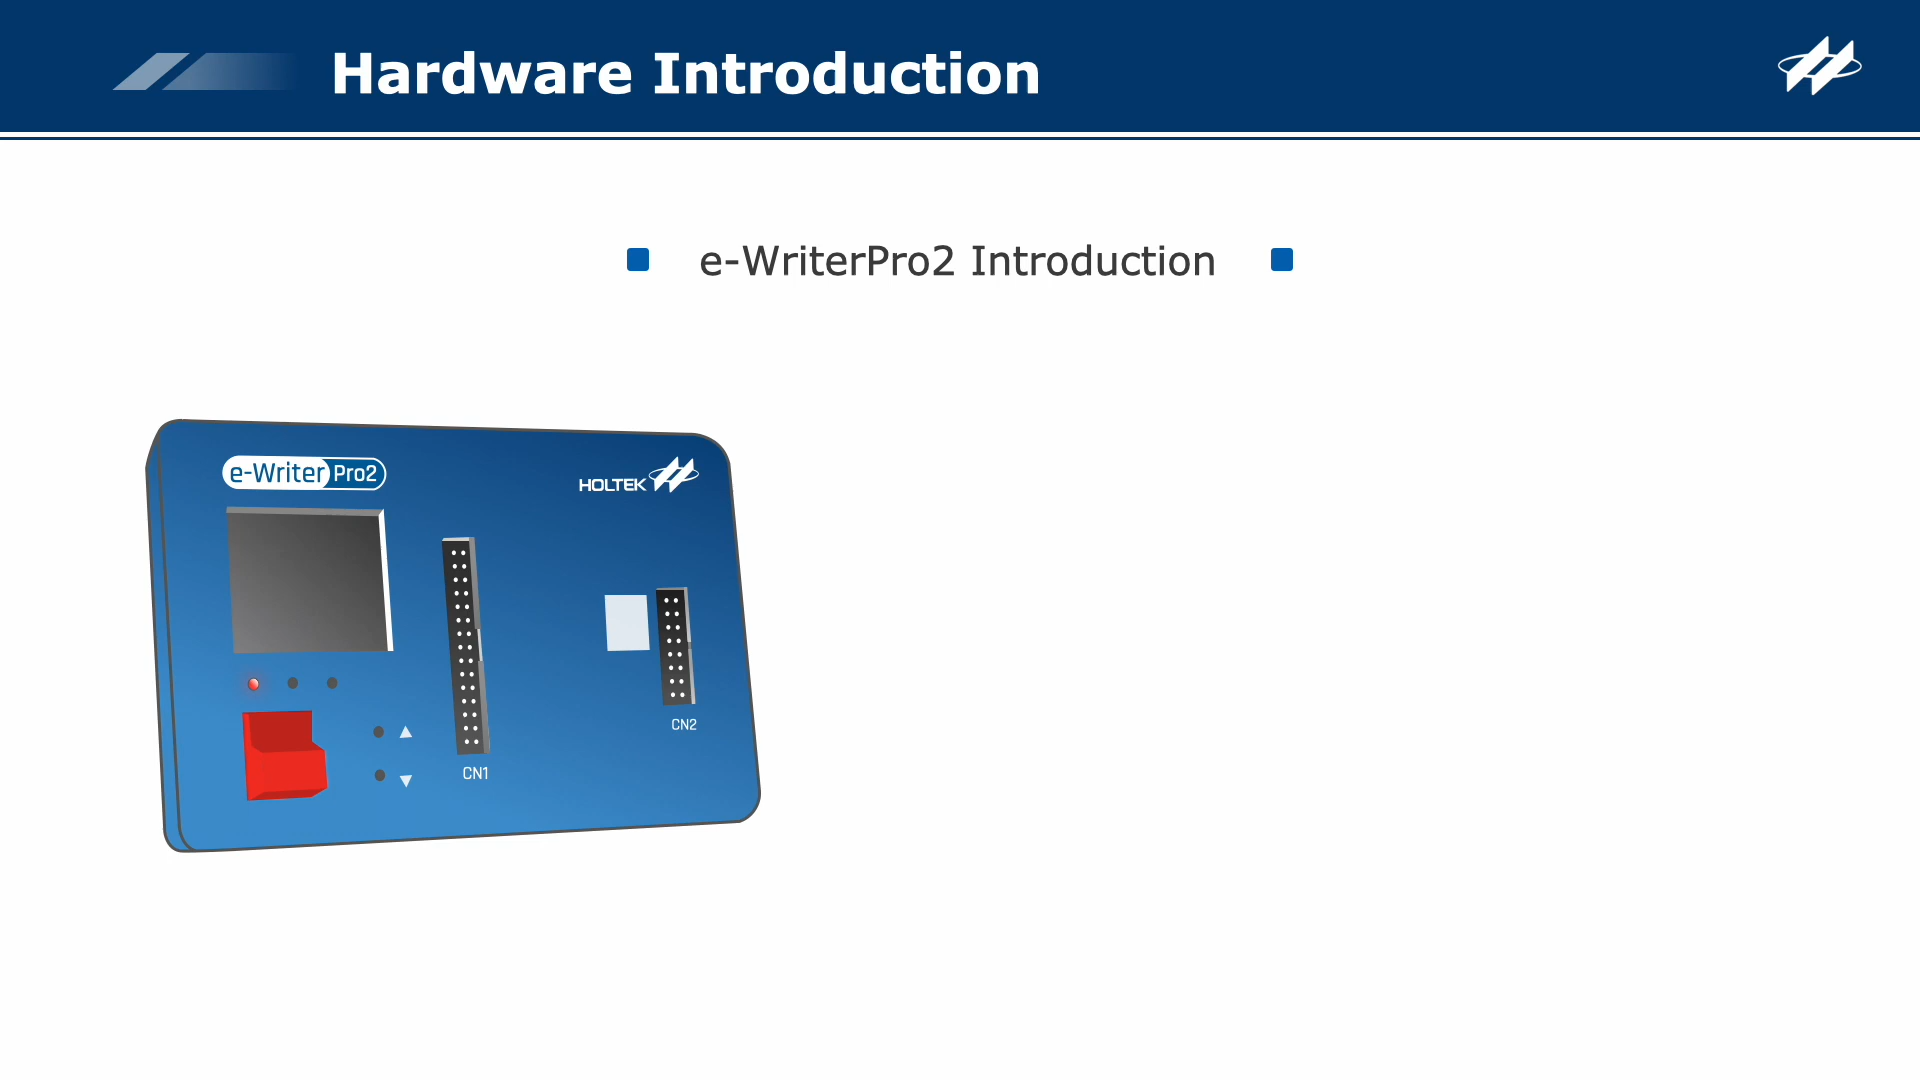 Hardware Introduction
e-WriterPro2 Introduction
e-Writer Pro2
HOLTEK
CN2
CN1